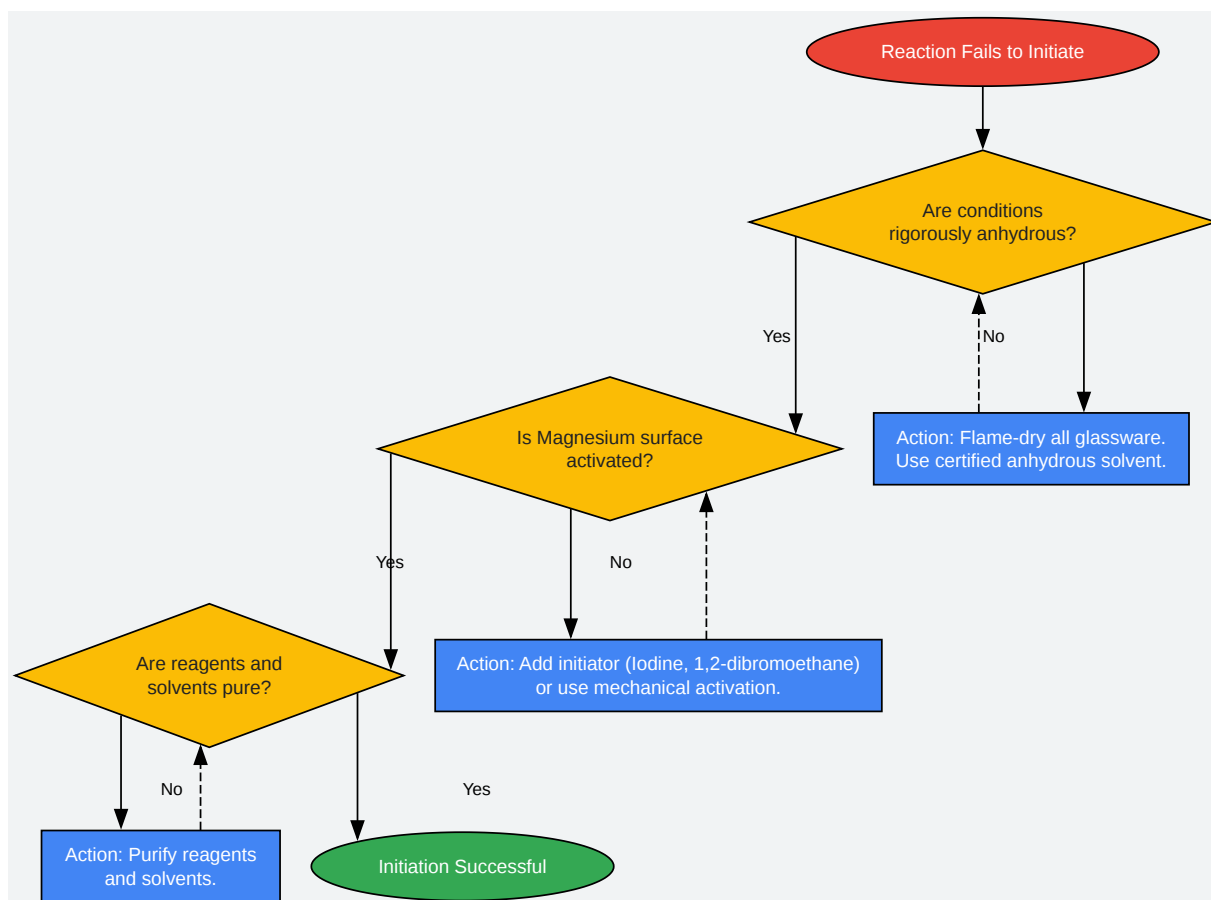 Reaction Fails to Initiate
Are conditions
rigorously anhydrous?
Yes
No
Action: Flame-dry all glassware.
Use certified anhydrous solvent.
Is Magnesium surface
activated?
Yes
No
Action: Add initiator (Iodine, 1,2-dibromoethane)
or use mechanical activation.
Are reagents and
solvents pure?
No
Yes
Action: Purify reagents
and solvents.
Initiation Successful